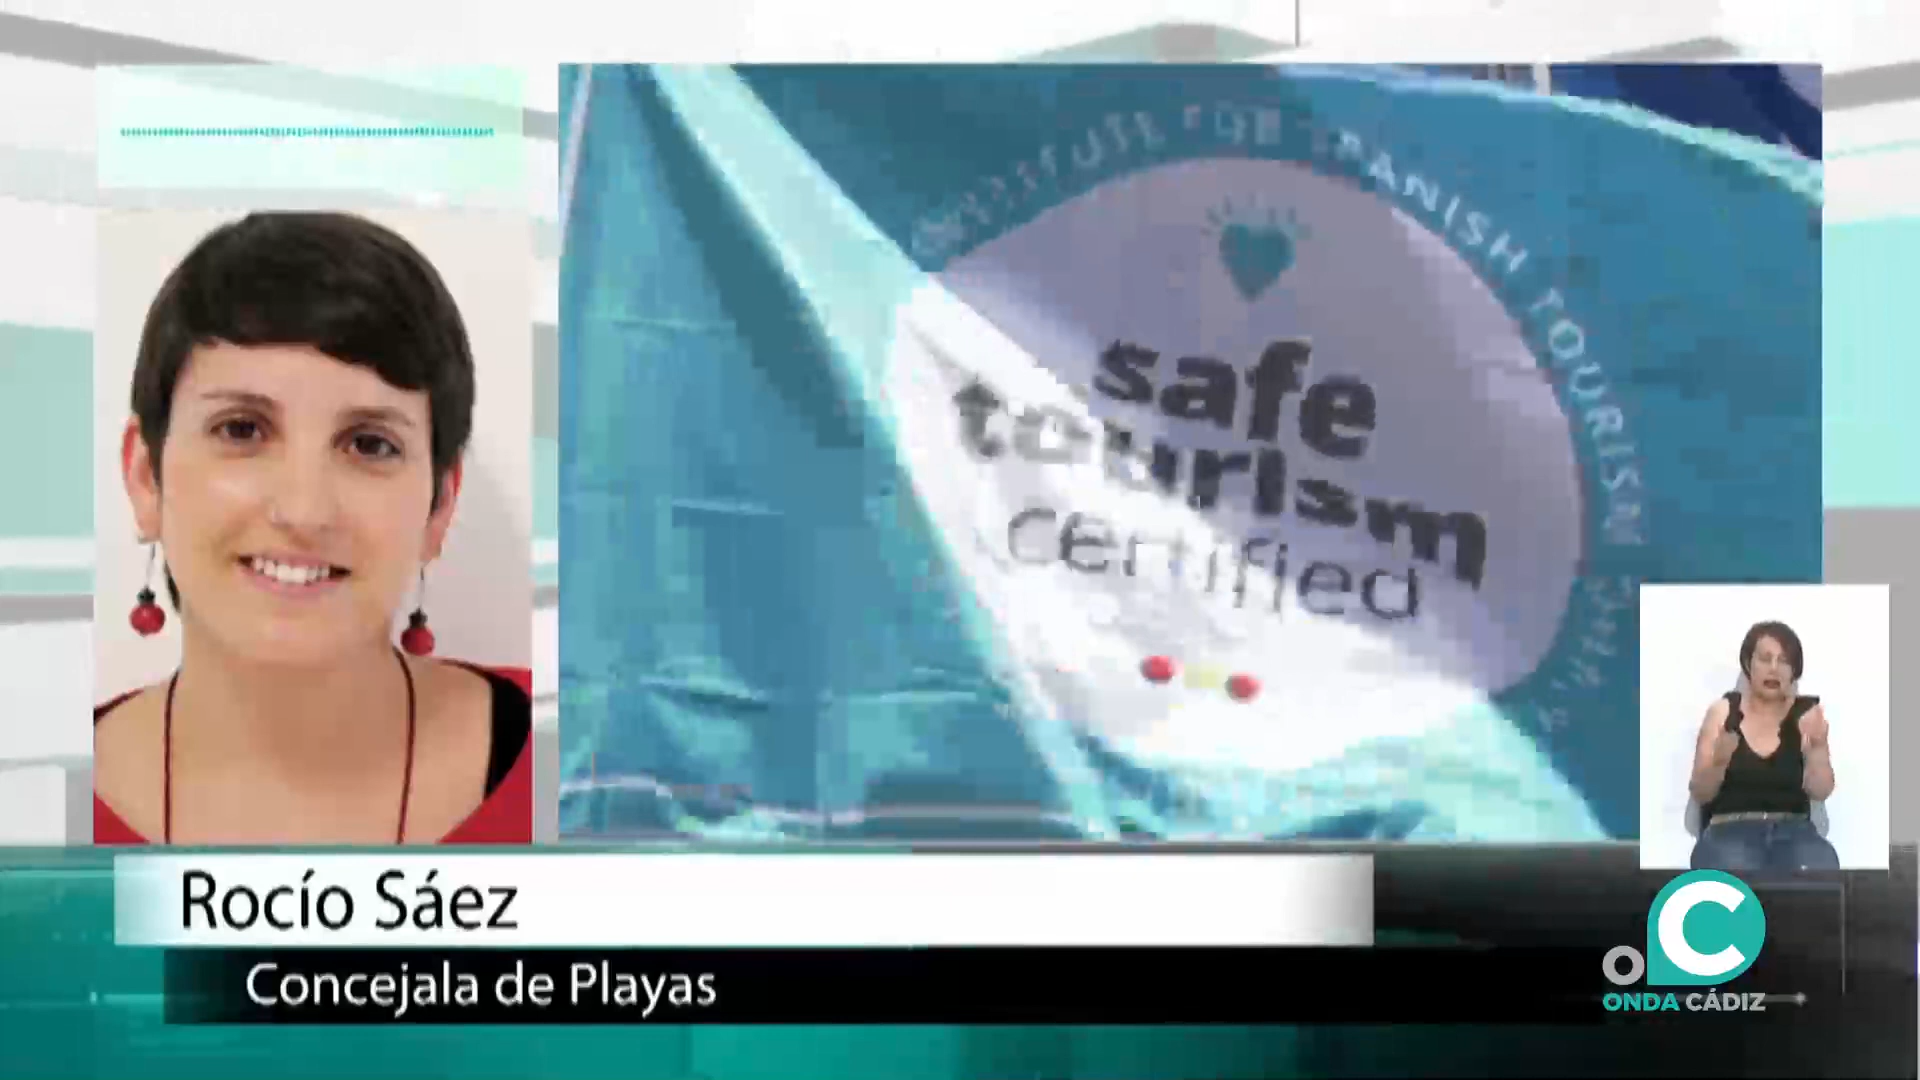 INSTITUTE FOR SPANISH TOURISM
safe
tourism
certified
Rocío Sáez
Concejala de Playas
ONDA CÁDIZ